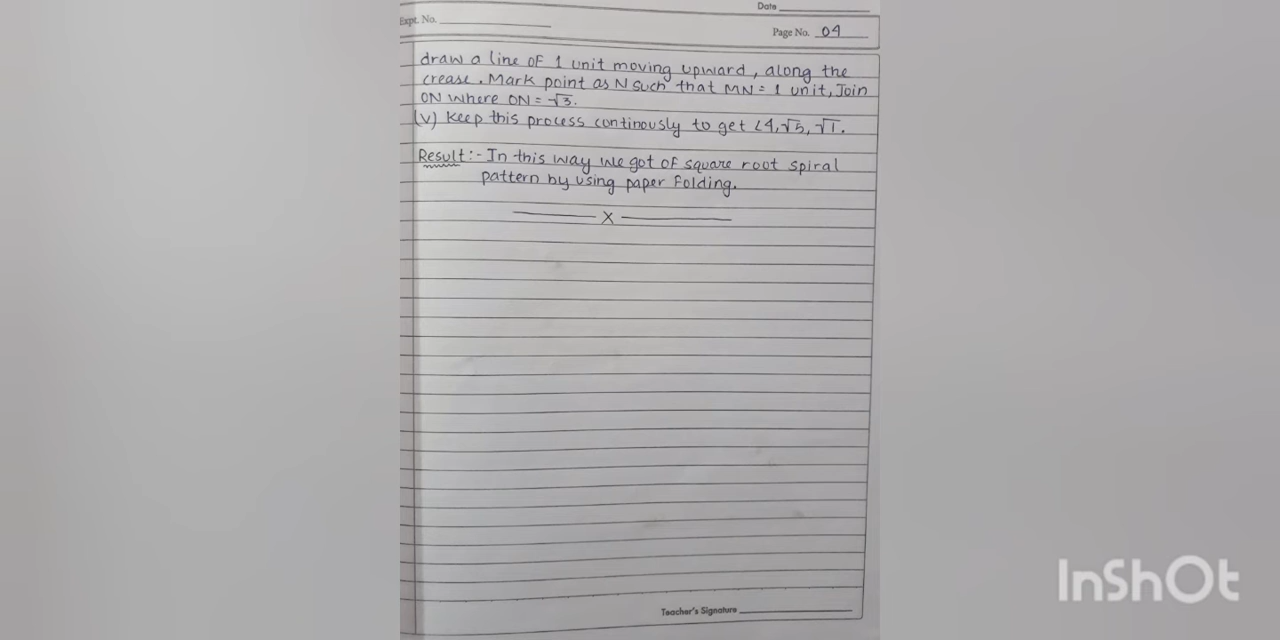 Date
Expt. No.
Page No. 04
draw a line of 1 unit moving upward, along the
crease. Mark point as N such that MN = 1 unit, Join
ON where ON = √3.
(v) Keep this process continously to get ∠4, √5, √1.
Result :- In this way we got of square root spiral
pattern by using paper folding.
X
Teacher's Signature
InShOt